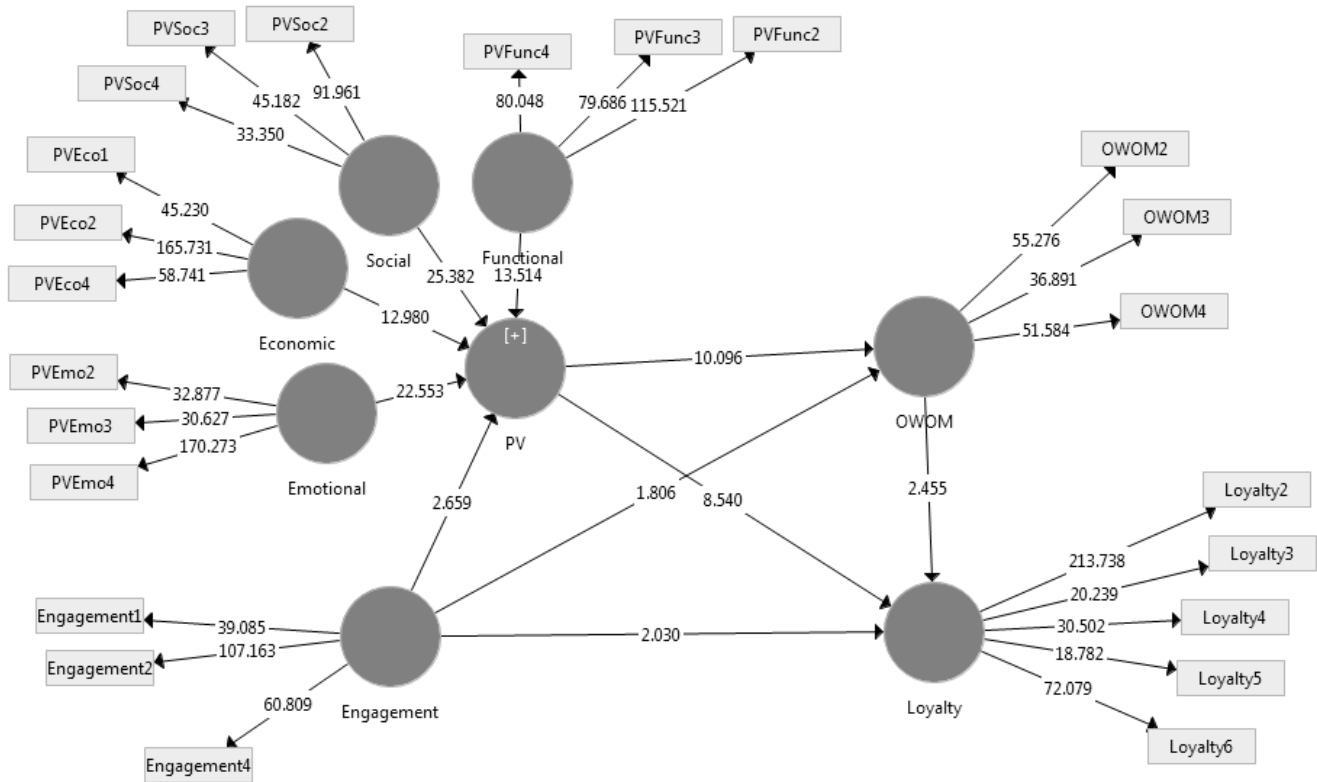 PVSoc3
PVSoc2
PVSoc4
PVFunc4
PVFunc3
PVFunc2
45.182
91.961
33.350
80.048
79.686
115.521
PVEco1
PVEco2
PVEco4
45.230
165.731
58.741
Social
Functional
Economic
25.382
13.514
12.980
OWOM2
OWOM3
OWOM4
55.276
36.891
51.584
PVEmo2
PVEmo3
PVEmo4
32.877
30.627
170.273
Emotional
22.553
[+]
PV
10.096
OWOM
2.659
1.806
8.540
2.455
Engagement1
Engagement2
Engagement4
39.085
107.163
60.809
Engagement
2.030
Loyalty
213.738
20.239
30.502
18.782
72.079
Loyalty2
Loyalty3
Loyalty4
Loyalty5
Loyalty6